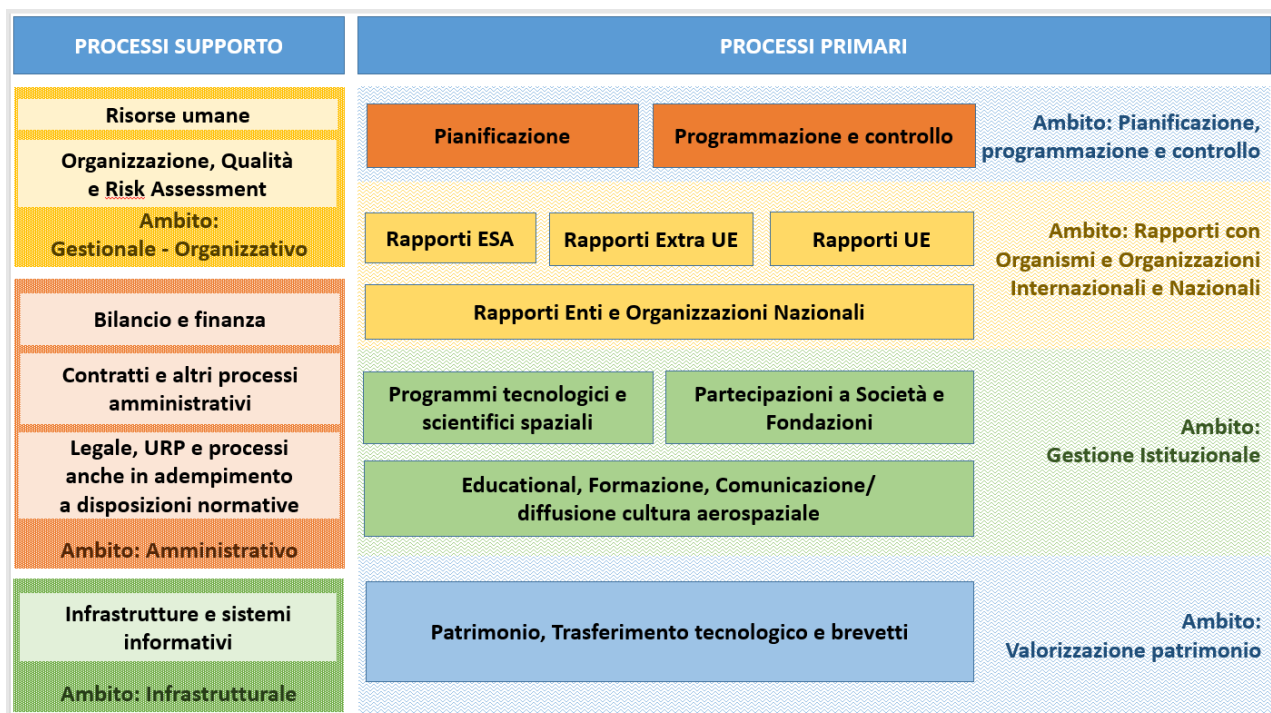 PROCESSI SUPPORTO
Risorse umane
Organizzazione, Qualità
e Risk Assessment
Ambito:
Gestionale - Organizzativo
Bilancio e finanza
Contratti e altri processi
amministrativi
Legale, URP e processi
anche in adempimento
a disposizioni normative
Ambito: Amministrativo
Infrastrutture e sistemi
informativi
Ambito: Infrastrutturale
PROCESSI PRIMARI
Pianificazione
Programmazione e controllo
Ambito: Pianificazione,
programmazione e controllo
Rapporti ESA
Rapporti Extra UE
Rapporti UE
Rapporti Enti e Organizzazioni Nazionali
Ambito: Rapporti con
Organismi e Organizzazioni
Internazionali e Nazionali
Programmi tecnologici e
scientifici spaziali
Partecipazioni a Società e
Fondazioni
Educational, Formazione, Comunicazione/
diffusione cultura aerospaziale
Ambito:
Gestione Istituzionale
Patrimonio, Trasferimento tecnologico e brevetti
Ambito:
Valorizzazione patrimonio